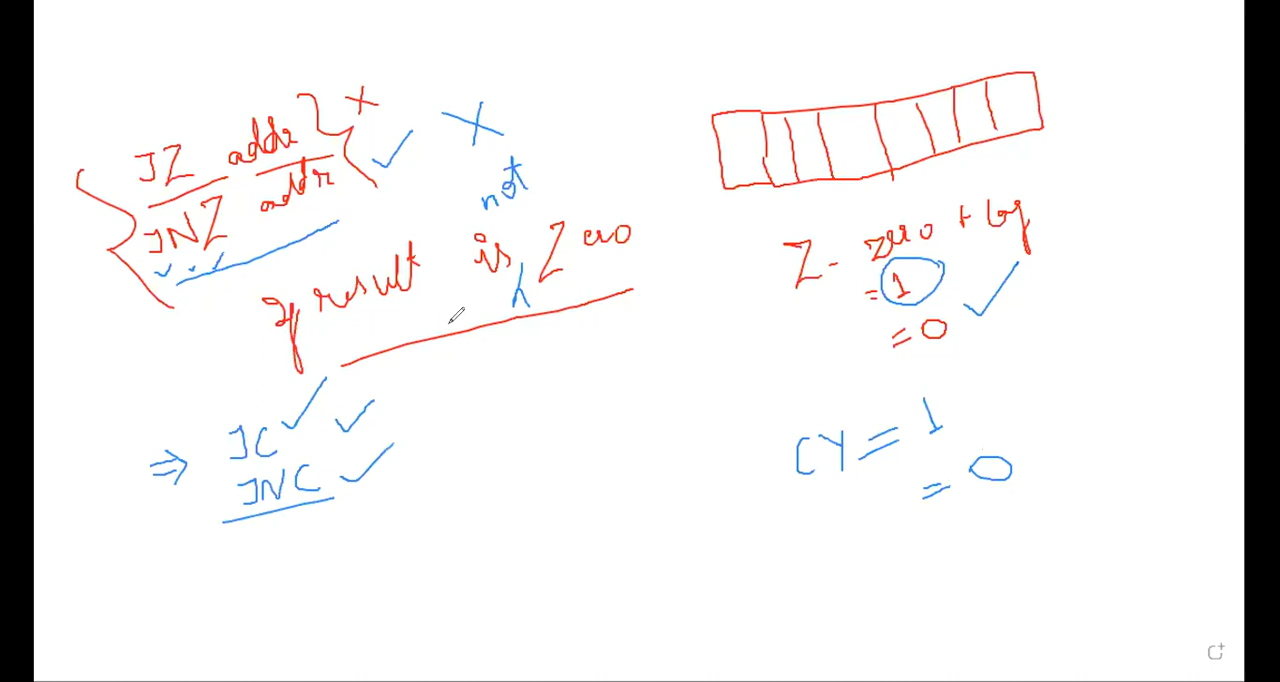 JZ addr
JNZ addr
If result is not Zero
JC
JNC
Z - zero flag
= 1
= 0
CY = 1
= 0